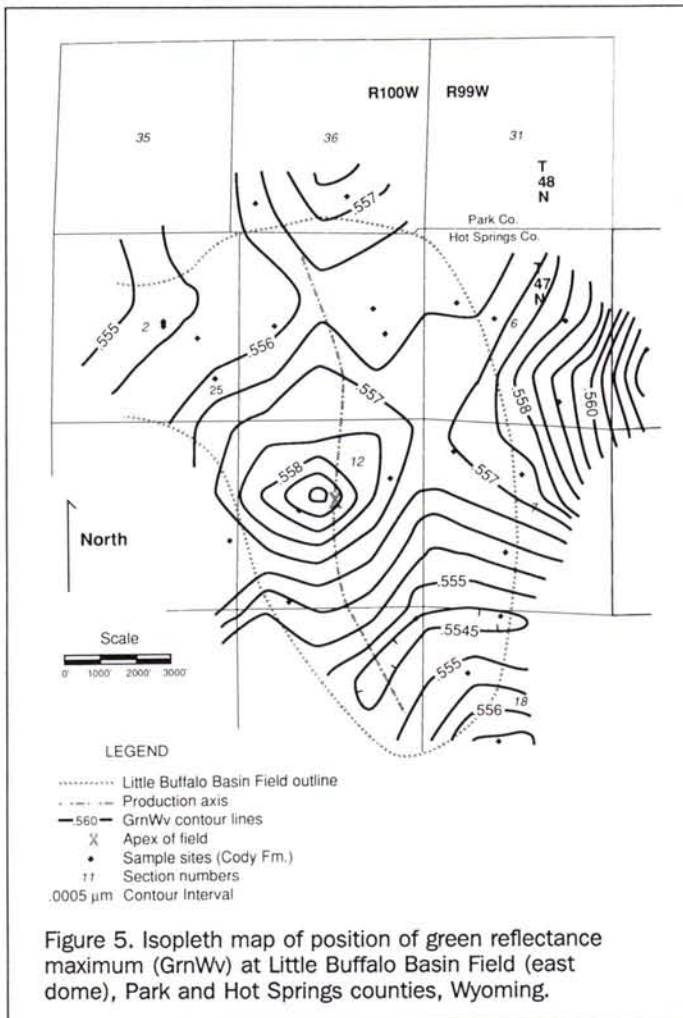 R100W R99W
35
36
31
T
48
N
.557
Park Co.
Hot Springs Co.
T
47
N
.555
2
.556
6
25
.557
.558
.560
.558
12
.557
7
North
.555
.5545
Scale
0' 1000' 2000' 3000'
.555
.556
18
LEGEND
Little Buffalo Basin Field outline
Production axis
.560 GrnWv contour lines
X Apex of field
Sample sites (Cody Fm.)
11 Section numbers
.0005 µm Contour Interval
Figure 5. Isopleth map of position of green reflectance
maximum (GrnWv) at Little Buffalo Basin Field (east
dome), Park and Hot Springs counties, Wyoming.